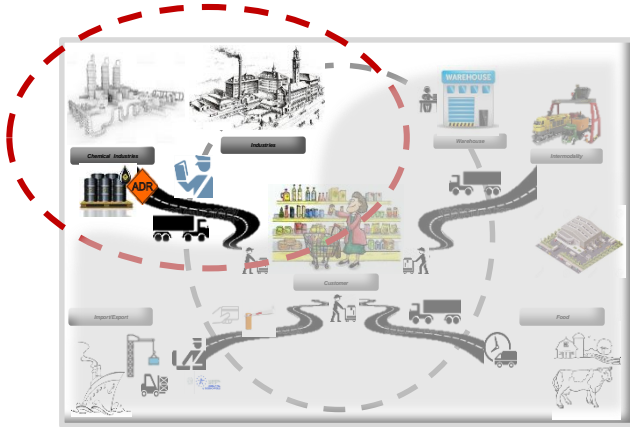 WAREHOUSE
Industries
Warehouse
Chemical Industries
Intermodality
ADR
Customer
Import/Export
Food